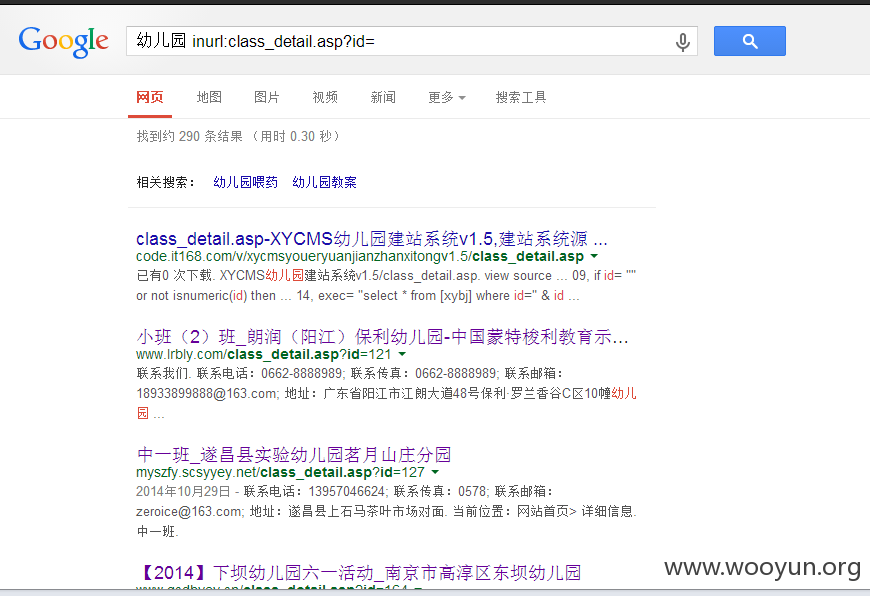 Google
幼儿园 inurl:class_detail.asp?id=
网页 地图 图片 视频 新闻 更多 搜索工具
找到约 290 条结果 （用时 0.30 秒）
相关搜索： 幼儿园喂药 幼儿园教案
class_detail.asp-XYCMS幼儿园建站系统v1.5,建站系统源 ...
code.it168.com/v/xycmsyoueryuanjianzhanxitongv1.5/class_detail.asp
已有0 次下载. XYCMS幼儿园建站系统v1.5/class_detail.asp. view source ... 09, if id= ""
or not isnumeric(id) then ... 14, exec= "select * from [xybj] where id=" & id ...
小班（2）班_朗润（阳江）保利幼儿园-中国蒙特梭利教育示...
www.lrbly.com/class_detail.asp?id=121
联系我们. 联系电话：0662-8888989; 联系传真：0662-8888989; 联系邮箱：
18933899888@163.com; 地址：广东省阳江市江朗大道48号保利·罗兰香谷C区10幢幼儿
园 ...
中一班_遂昌县实验幼儿园茗月山庄分园
myszfy.scsyyey.net/class_detail.asp?id=127
2014年10月29日 - 联系电话：13957046624; 联系传真：0578; 联系邮箱：
zeroice@163.com; 地址：遂昌县上石马茶叶市场对面. 当前位置：网站首页> 详细信息.
中一班.
【2014】下坝幼儿园六一活动_南京市高淳区东坝幼儿园
www.wooyun.org